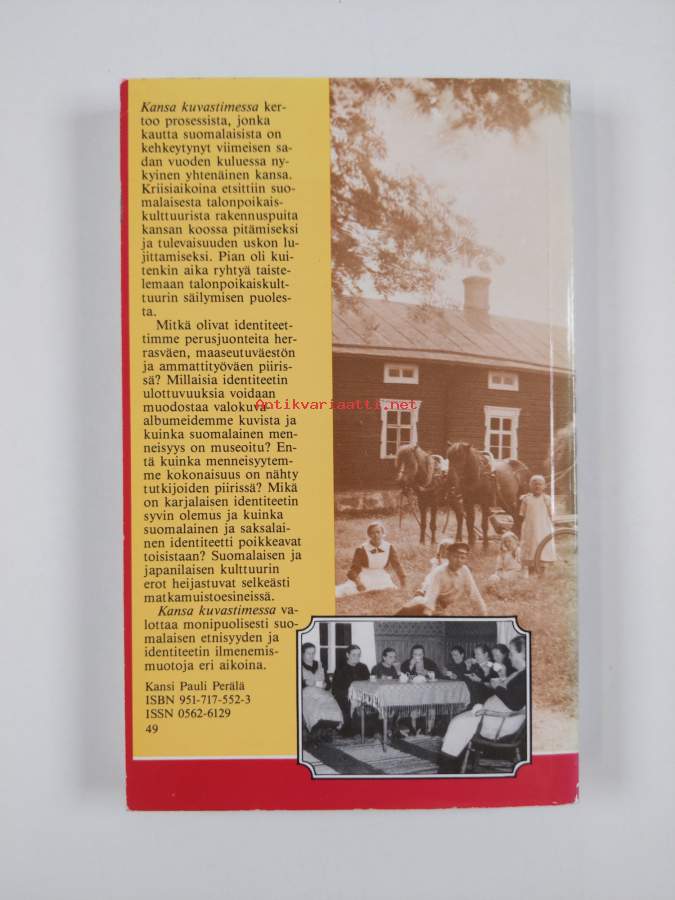 Kansa kuvastimessa ker-
too prosessista, jonka
kautta suomalaisista on
kehkeytynyt viimeisen sa-
dan vuoden kuluessa ny-
kyinen yhtenäinen kansa.
Kriisiaikoina etsittiin suo-
malaisesta talonpoikais-
kulttuurista rakennuspuita
kansan koossa pitämiseksi
ja tulevaisuuden uskon lu-
jittamiseksi. Pian oli kui-
tenkin aika ryhtyä taiste-
lemaan talonpoikaiskult-
tuurin säilymisen puoles-
ta.
Mitkä olivat identiteet-
timme perusjuonteita her-
rasväen, maaseutuväestön
ja ammattityöväen piiris-
sä? Millaisia identiteetin
ulottuvuuksia voidaan
muodostaa valokuva-
Antikvariaatti.net
albumeidemme kuvista ja
kuinka suomalainen men-
neisyys on museoitu? En-
tä kuinka menneisyytem-
me kokonaisuus on nähty
tutkijoiden piirissä? Mikä
on karjalaisen identiteetin
syvin olemus ja kuinka
suomalainen ja saksalai-
nen identiteetti poikkeavat
toisistaan? Suomalaisen ja
japanilaisen kulttuurin
erot heijastuvat selkeästi
matkamuistoesineissä.
Kansa kuvastimessa va-
lottaa monipuolisesti suo-
malaisen etnisyyden ja
identiteetin ilmenemis-
muotoja eri aikoina.
Kansi Pauli Perälä
ISBN 951-717-552-3
ISSN 0562-6129
49